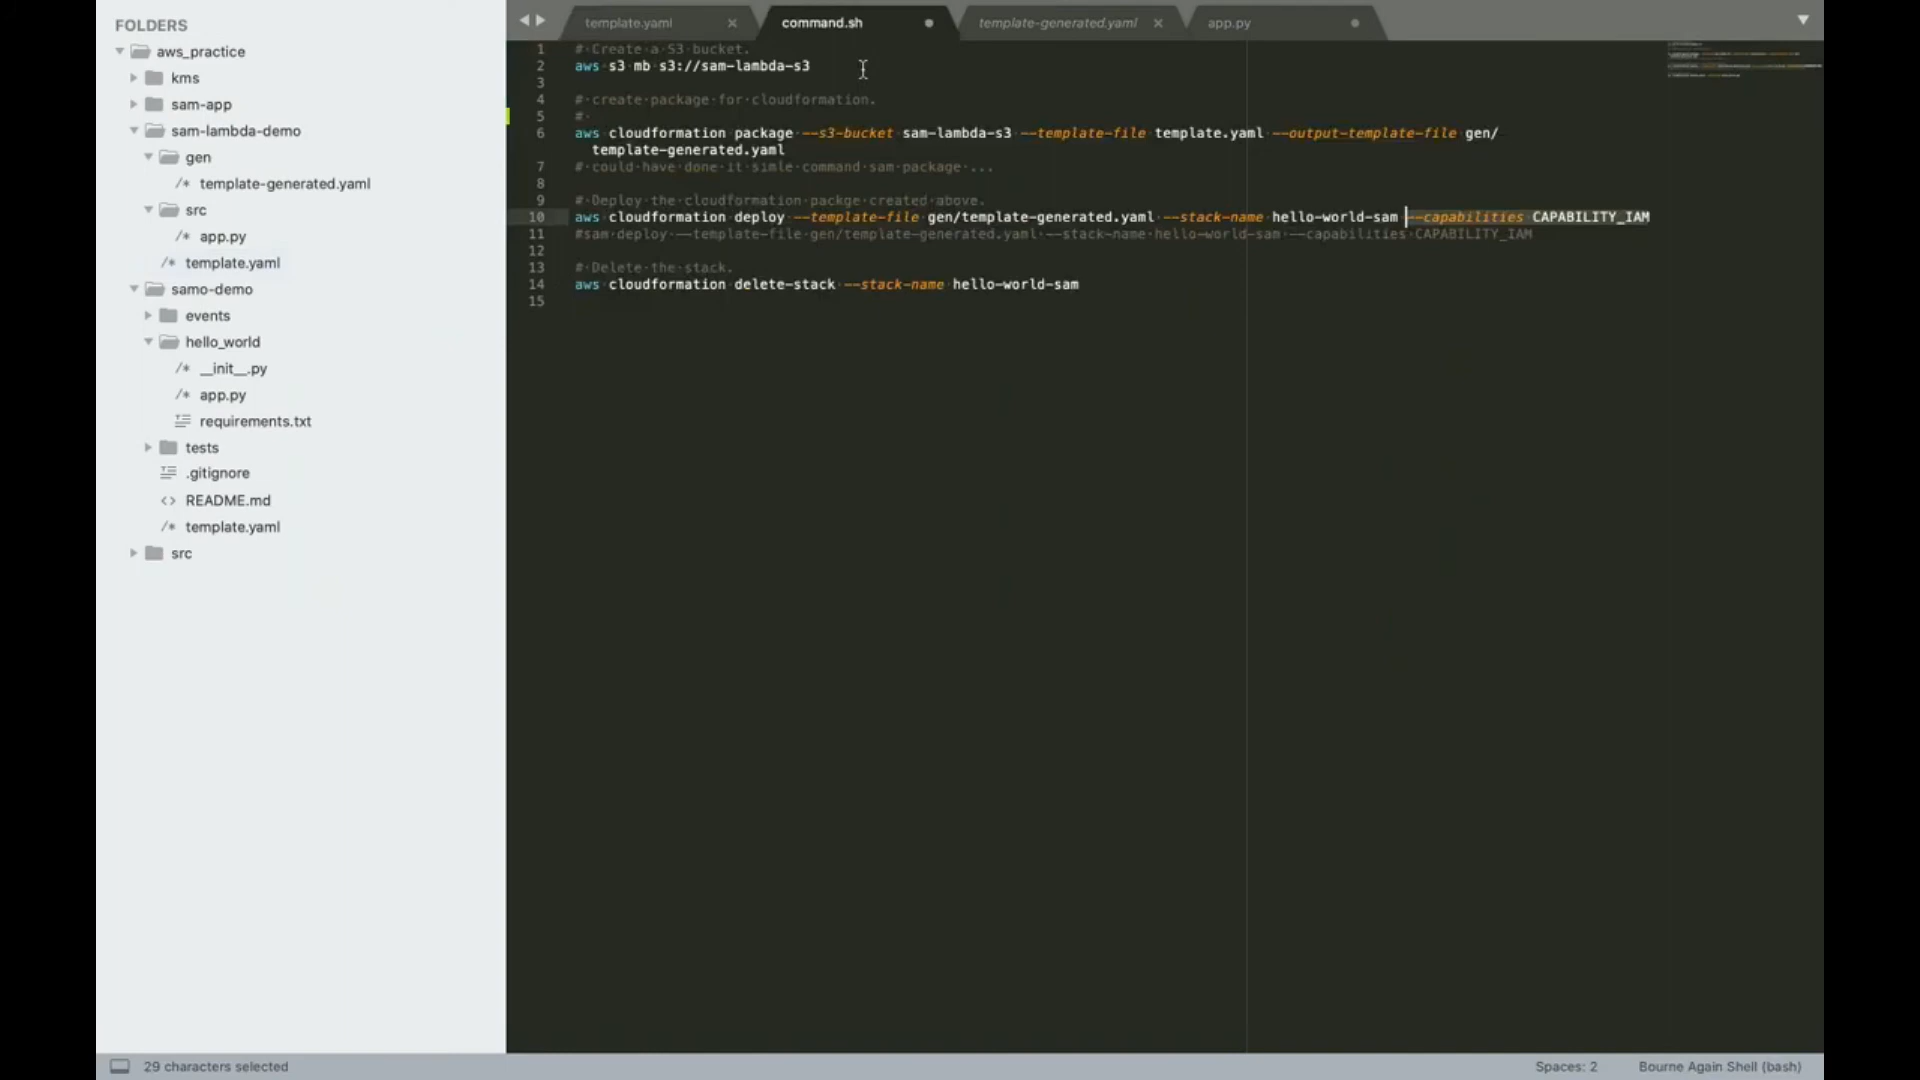 FOLDERS
aws_practice
kms
sam-app
sam-lambda-demo
gen
/* template-generated.yaml
src
/* app.py
/* template.yaml
samo-demo
events
hello_world
/* __init__.py
/* app.py
requirements.txt
tests
.gitignore
<> README.md
/* template.yaml
src
template.yaml
command.sh
template-generated.yaml
app.py
1 # Create a S3 bucket.
2 aws s3 mb s3://sam-lambda-s3
3
4 # create package for cloudformation.
5 #
6 aws cloudformation package --s3-bucket sam-lambda-s3 --template-file template.yaml --output-template-file gen/
template-generated.yaml
7 # could have done it simle command sam package ...
8
9 # Deploy the cloudformation packge created above.
10 aws cloudformation deploy --template-file gen/template-generated.yaml --stack-name hello-world-sam --capabilities CAPABILITY_IAM
11 #sam deploy --template-file gen/template-generated.yaml --stack-name hello-world-sam --capabilities CAPABILITY_IAM
12
13 # Delete the stack.
14 aws cloudformation delete-stack --stack-name hello-world-sam
15
29 characters selected
Spaces: 2
Bourne Again Shell (bash)